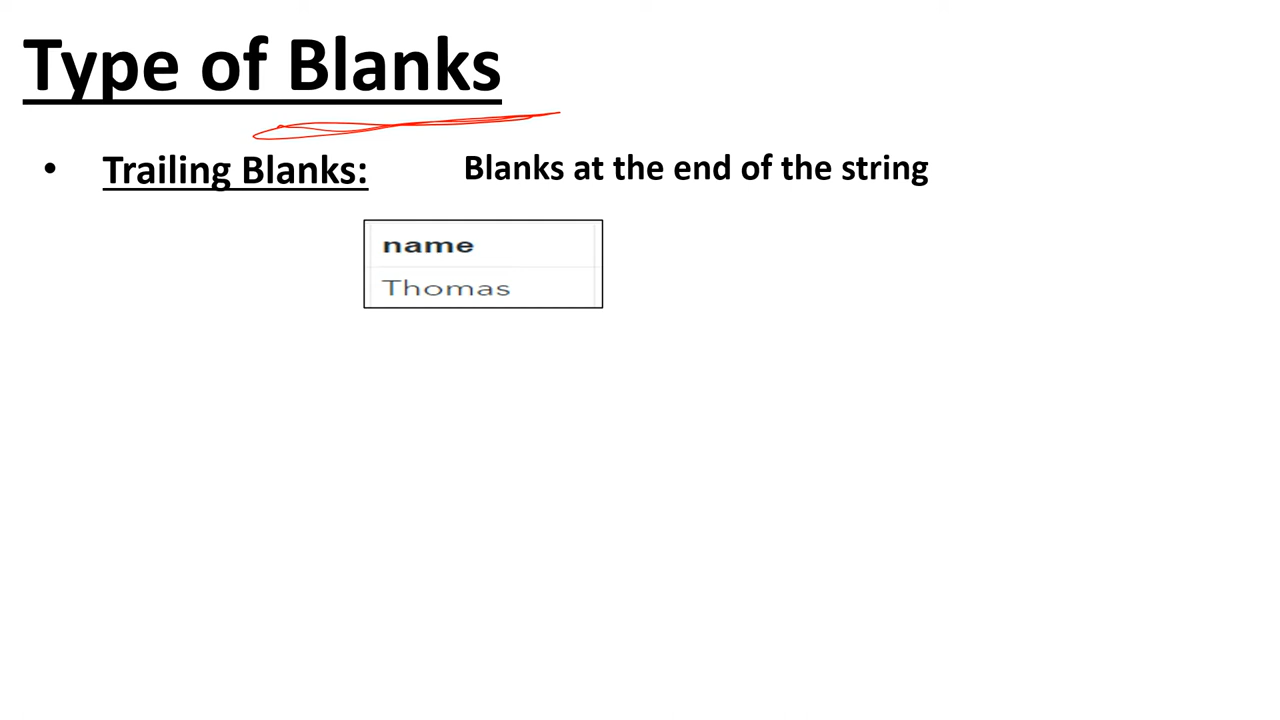 Type of Blanks
• Trailing Blanks: Blanks at the end of the string
name
Thomas